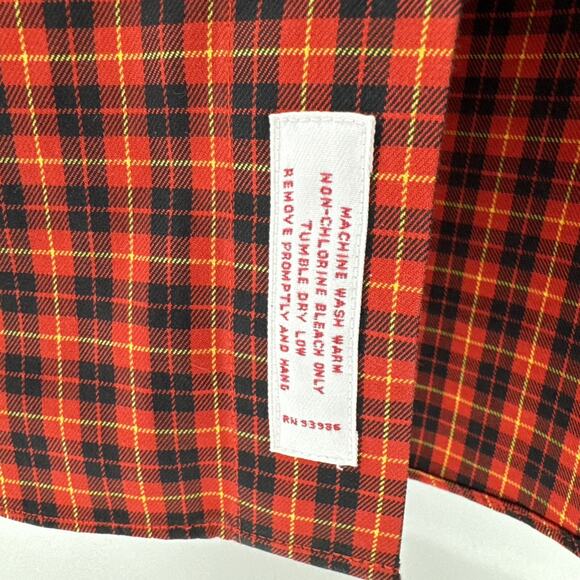 MACHINE WASH WARM
NON-CHLORINE BLEACH ONLY
TUMBLE DRY LOW
REMOVE PROMPTLY AND HANG
RN 93986